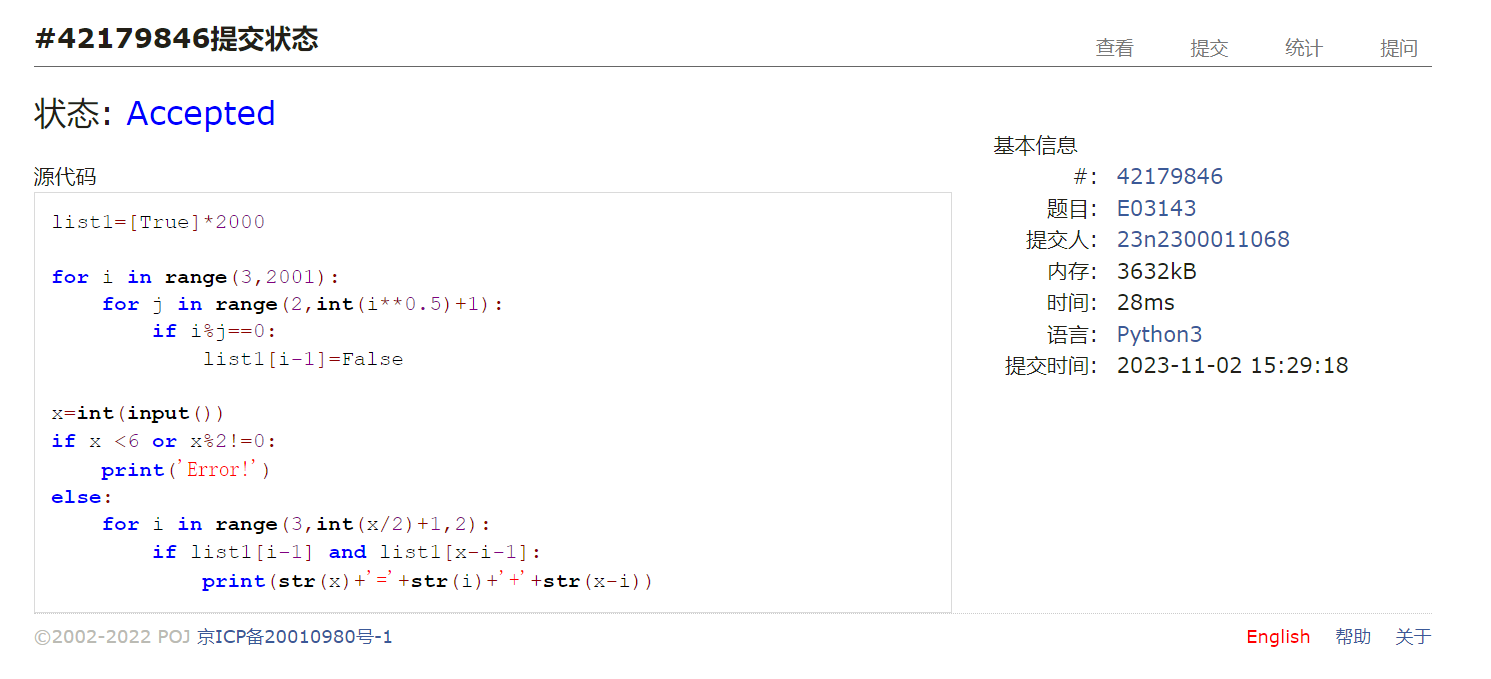 #42179846提交状态
查看 提交 统计 提问
状态: Accepted
源代码
list1=[True]*2000
for i in range(3,2001):
    for j in range(2,int(i**0.5)+1):
        if i%j==0:
            list1[i-1]=False
x=int(input())
if x <6 or x%2!=0:
    print('Error!')
else:
    for i in range(3,int(x/2)+1,2):
        if list1[i-1] and list1[x-i-1]:
            print(str(x)+'='+str(i)+'+'+str(x-i))
基本信息
#: 42179846
题目: E03143
提交人: 23n2300011068
内存: 3632kB
时间: 28ms
语言: Python3
提交时间: 2023-11-02 15:29:18
©2002-2022 POJ 京ICP备20010980号-1
English 帮助 关于